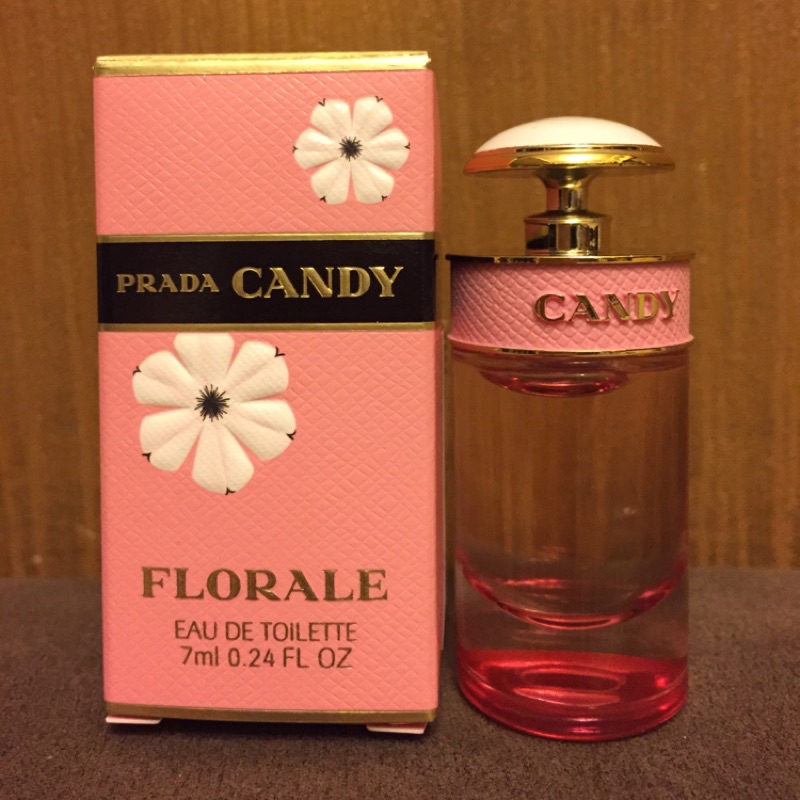 PRADA CANDY
FLORALE
EAU DE TOILETTE
7ml 0.24 FL OZ
CANDY